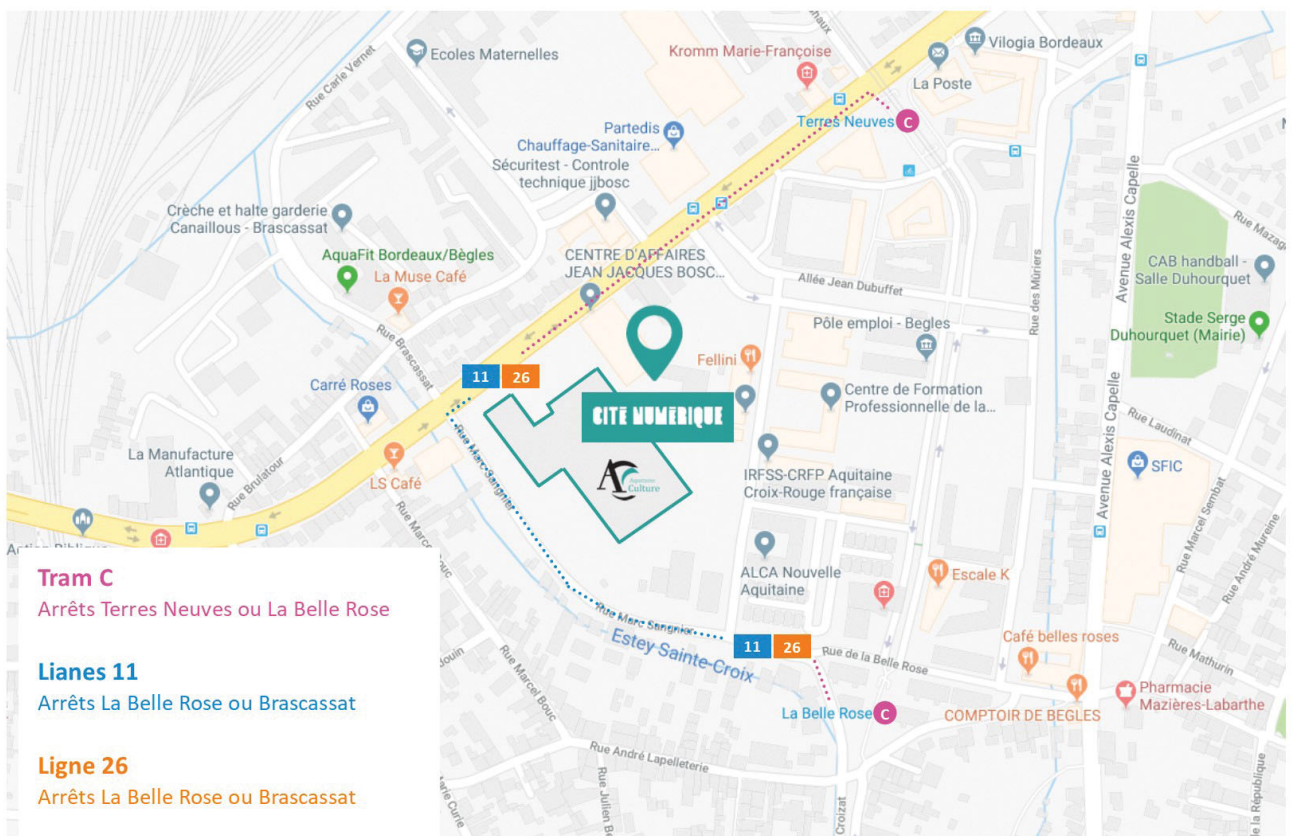 Rue Carle Vernet
Ecoles Maternelles
Kromm Marie-Françoise
Vilogia Bordeaux
La Poste
Terres Neuves
C
Partedis
Chauffage-Sanitaire...
Sécuritest - Controle
technique jjbosc
Crèche et halte garderie
Canaillous - Brascassat
AquaFit Bordeaux/Bègles
La Muse Café
CENTRE D'AFFAIRES
JEAN JACQUES BOSC...
Avenue Alexis Capelle
CAB handball -
Salle Duhourquet
Stade Serge
Duhourquet (Mairie)
Allée Jean Dubuffet
Rue des Mûriers
Pôle emploi - Begles
Rue Brascassat
Fellini
11
26
Carré Roses
CITE NUMERIQUE
Centre de Formation
Professionnelle de la...
Rue Laudinat
Avenue Alexis Capelle
La Manufacture
Atlantique
Rue Brulatour
LS Café
Rue Marc Sangnier
Aquitaine
Culture
IRFSS-CRFP Aquitaine
Croix-Rouge française
SFIC
Rue Marcel Sembat
Rue André Mureine
ALCA Nouvelle
Aquitaine
Escale K
Rue Marc Sangnier
Estey Sainte-Croix
11
26
Rue de la Belle Rose
Café belles roses
Rue Mathurin
Pharmacie
Mazières-Labarthe
COMPTOIR DE BEGLES
La Belle Rose
C
Rue Marcel Bouc
Rue André Lapelleterie
Croizat
Tram C
Arrêts Terres Neuves ou La Belle Rose
Lianes 11
Arrêts La Belle Rose ou Brascassat
Ligne 26
Arrêts La Belle Rose ou Brascassat